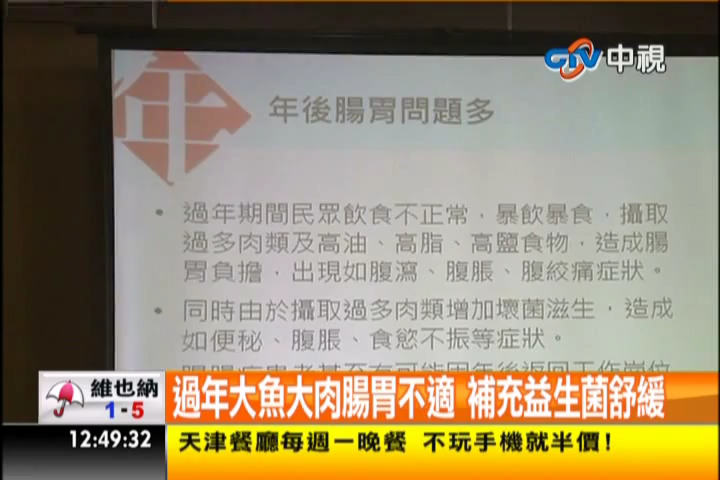 CTV中視
年
年後腸胃問題多
• 過年期間民眾飲食不正常，暴飲暴食，攝取
過多肉類及高油、高脂、高鹽食物，造成腸
胃負擔，出現如腹瀉、腹脹、腹絞痛症狀。
• 同時由於攝取過多肉類增加壞菌滋生，造成
如便秘、腹脹、食慾不振等症狀。
維也納
1-5
過年大魚大肉腸胃不適 補充益生菌舒緩
12:49:32
天津餐廳每週一晚餐 不玩手機就半價!